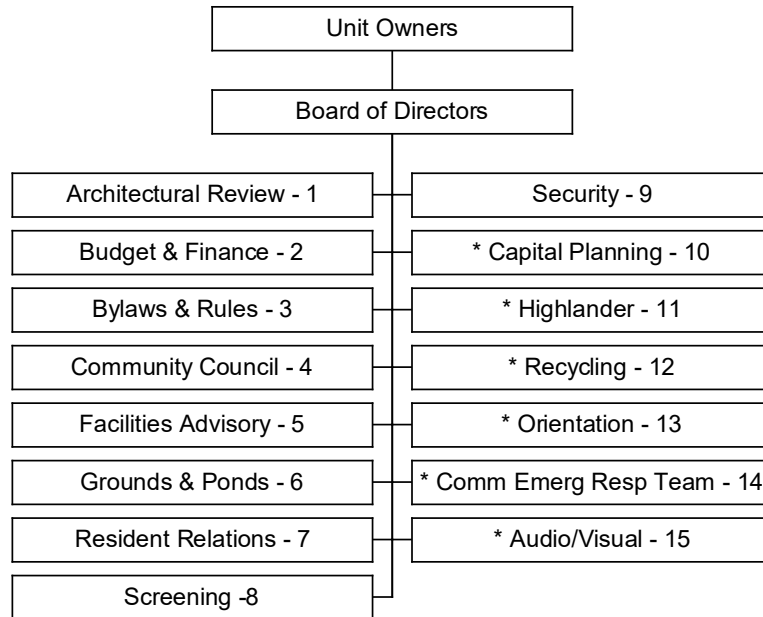 Unit Owners
Board of Directors
Architectural Review - 1
Budget & Finance - 2
Bylaws & Rules - 3
Community Council - 4
Facilities Advisory - 5
Grounds & Ponds - 6
Resident Relations - 7
Screening -8
Security - 9
* Capital Planning - 10
* Highlander - 11
* Recycling - 12
* Orientation - 13
* Comm Emerg Resp Team - 14
* Audio/Visual - 15